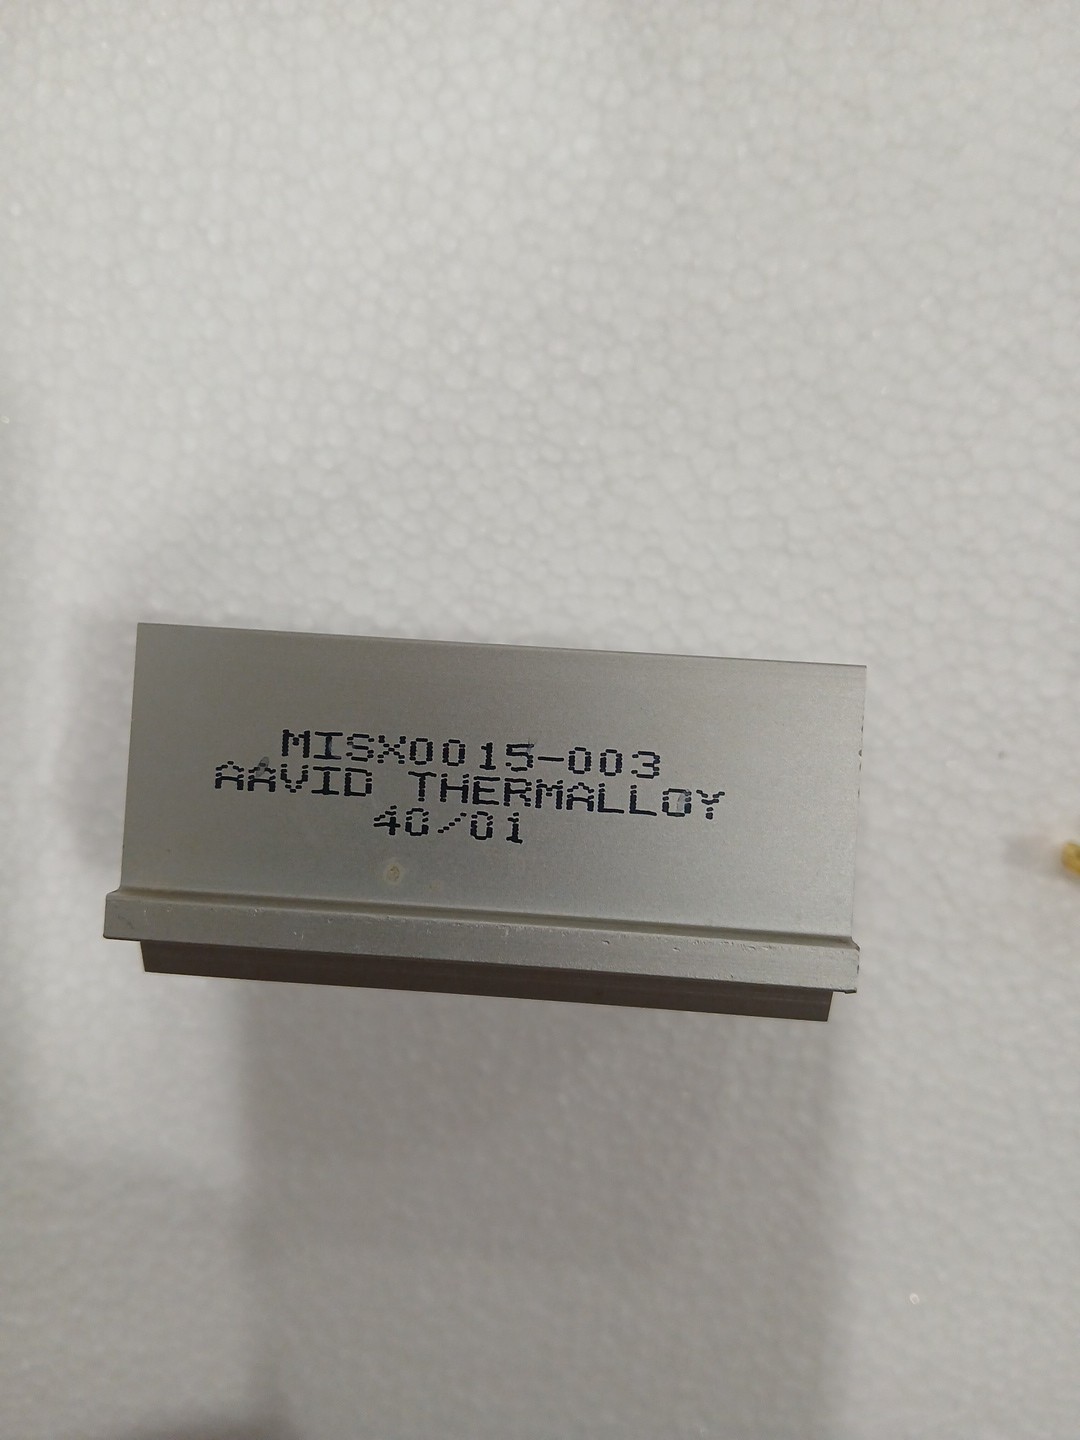 MISX0015-003
AAVID THERMALLOY
40/01